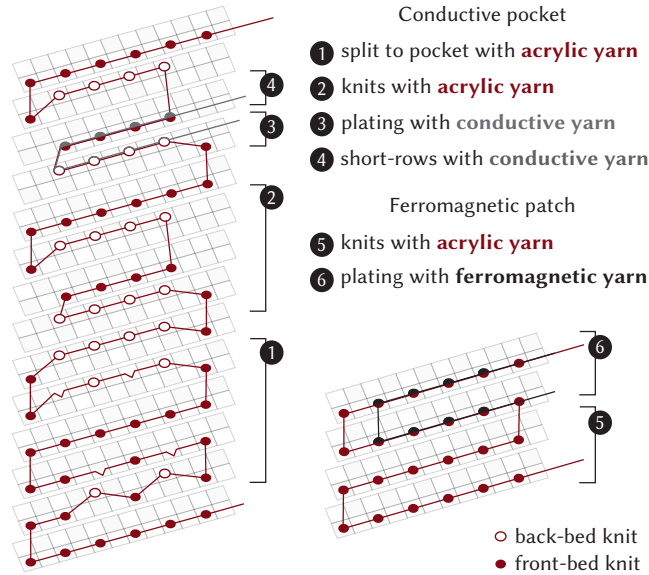 Conductive pocket
1 split to pocket with acrylic yarn
2 knits with acrylic yarn
3 plating with conductive yarn
4 short-rows with conductive yarn
Ferromagnetic patch
5 knits with acrylic yarn
6 plating with ferromagnetic yarn
4
3
2
1
6
5
back-bed knit
front-bed knit